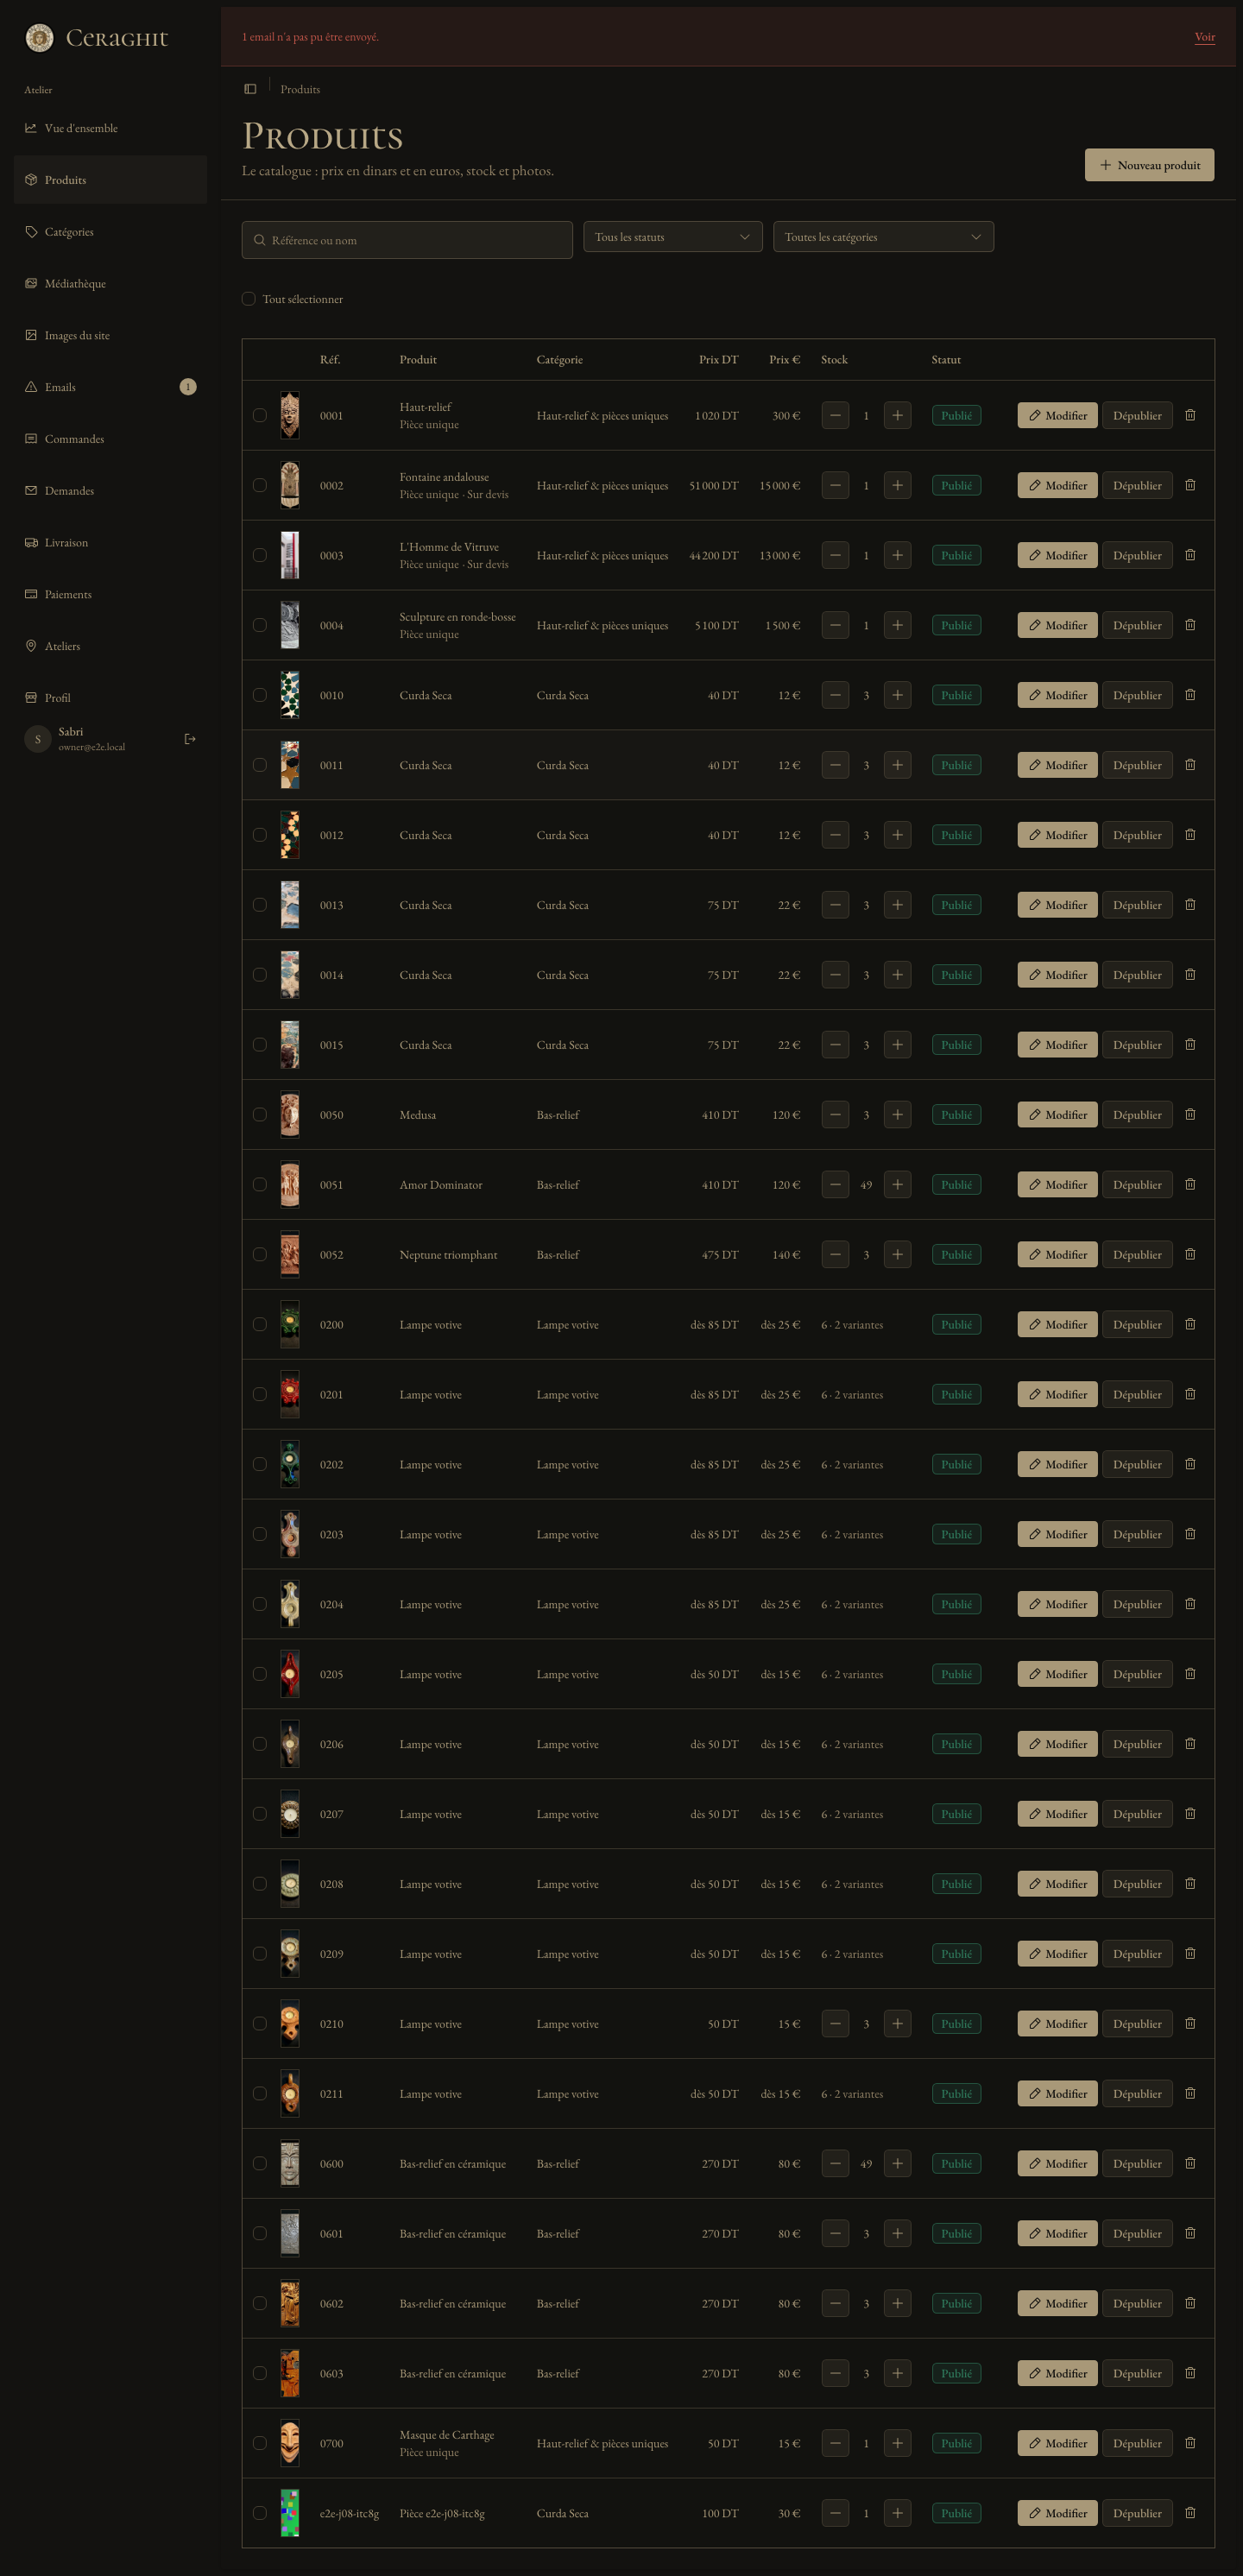 Ceraghit
1 email n'a pas pu être envoyé.
Voir
Atelier
Vue d'ensemble
Produits
Catégories
Médiathèque
Images du site
Emails
1
Commandes
Demandes
Livraison
Paiements
Ateliers
Profil
S
Sabri
owner@e2e.local
Produits
Produits
Le catalogue : prix en dinars et en euros, stock et photos.
Nouveau produit
Référence ou nom
Tous les statuts
Toutes les catégories
Tout sélectionner
Réf. Produit Catégorie Prix DT Prix € Stock Statut
0001 Haut-relief Haut-relief & pièces uniques 1 020 DT 300 € 1 Publié Modifier Dépublier
Pièce unique
0002 Fontaine andalouse Haut-relief & pièces uniques 51 000 DT 15 000 € 1 Publié Modifier Dépublier
Pièce unique · Sur devis
0003 L'Homme de Vitruve Haut-relief & pièces uniques 44 200 DT 13 000 € 1 Publié Modifier Dépublier
Pièce unique · Sur devis
0004 Sculpture en ronde-bosse Haut-relief & pièces uniques 5 100 DT 1 500 € 1 Publié Modifier Dépublier
Pièce unique
0010 Curda Seca Curda Seca 40 DT 12 € 3 Publié Modifier Dépublier
0011 Curda Seca Curda Seca 40 DT 12 € 3 Publié Modifier Dépublier
0012 Curda Seca Curda Seca 40 DT 12 € 3 Publié Modifier Dépublier
0013 Curda Seca Curda Seca 75 DT 22 € 3 Publié Modifier Dépublier
0014 Curda Seca Curda Seca 75 DT 22 € 3 Publié Modifier Dépublier
0015 Curda Seca Curda Seca 75 DT 22 € 3 Publié Modifier Dépublier
0050 Medusa Bas-relief 410 DT 120 € 3 Publié Modifier Dépublier
0051 Amor Dominator Bas-relief 410 DT 120 € 49 Publié Modifier Dépublier
0052 Neptune triomphant Bas-relief 475 DT 140 € 3 Publié Modifier Dépublier
0200 Lampe votive Lampe votive dès 85 DT dès 25 € 6 · 2 variantes Publié Modifier Dépublier
0201 Lampe votive Lampe votive dès 85 DT dès 25 € 6 · 2 variantes Publié Modifier Dépublier
0202 Lampe votive Lampe votive dès 85 DT dès 25 € 6 · 2 variantes Publié Modifier Dépublier
0203 Lampe votive Lampe votive dès 85 DT dès 25 € 6 · 2 variantes Publié Modifier Dépublier
0204 Lampe votive Lampe votive dès 85 DT dès 25 € 6 · 2 variantes Publié Modifier Dépublier
0205 Lampe votive Lampe votive dès 50 DT dès 15 € 6 · 2 variantes Publié Modifier Dépublier
0206 Lampe votive Lampe votive dès 50 DT dès 15 € 6 · 2 variantes Publié Modifier Dépublier
0207 Lampe votive Lampe votive dès 50 DT dès 15 € 6 · 2 variantes Publié Modifier Dépublier
0208 Lampe votive Lampe votive dès 50 DT dès 15 € 6 · 2 variantes Publié Modifier Dépublier
0209 Lampe votive Lampe votive dès 50 DT dès 15 € 6 · 2 variantes Publié Modifier Dépublier
0210 Lampe votive Lampe votive 50 DT 15 € 3 Publié Modifier Dépublier
0211 Lampe votive Lampe votive dès 50 DT dès 15 € 6 · 2 variantes Publié Modifier Dépublier
0600 Bas-relief en céramique Bas-relief 270 DT 80 € 49 Publié Modifier Dépublier
0601 Bas-relief en céramique Bas-relief 270 DT 80 € 3 Publié Modifier Dépublier
0602 Bas-relief en céramique Bas-relief 270 DT 80 € 3 Publié Modifier Dépublier
0603 Bas-relief en céramique Bas-relief 270 DT 80 € 3 Publié Modifier Dépublier
0700 Masque de Carthage Haut-relief & pièces uniques 50 DT 15 € 1 Publié Modifier Dépublier
Pièce unique
e2e-j08-itc8g Pièce e2e-j08-itc8g Curda Seca 100 DT 30 € 1 Publié Modifier Dépublier